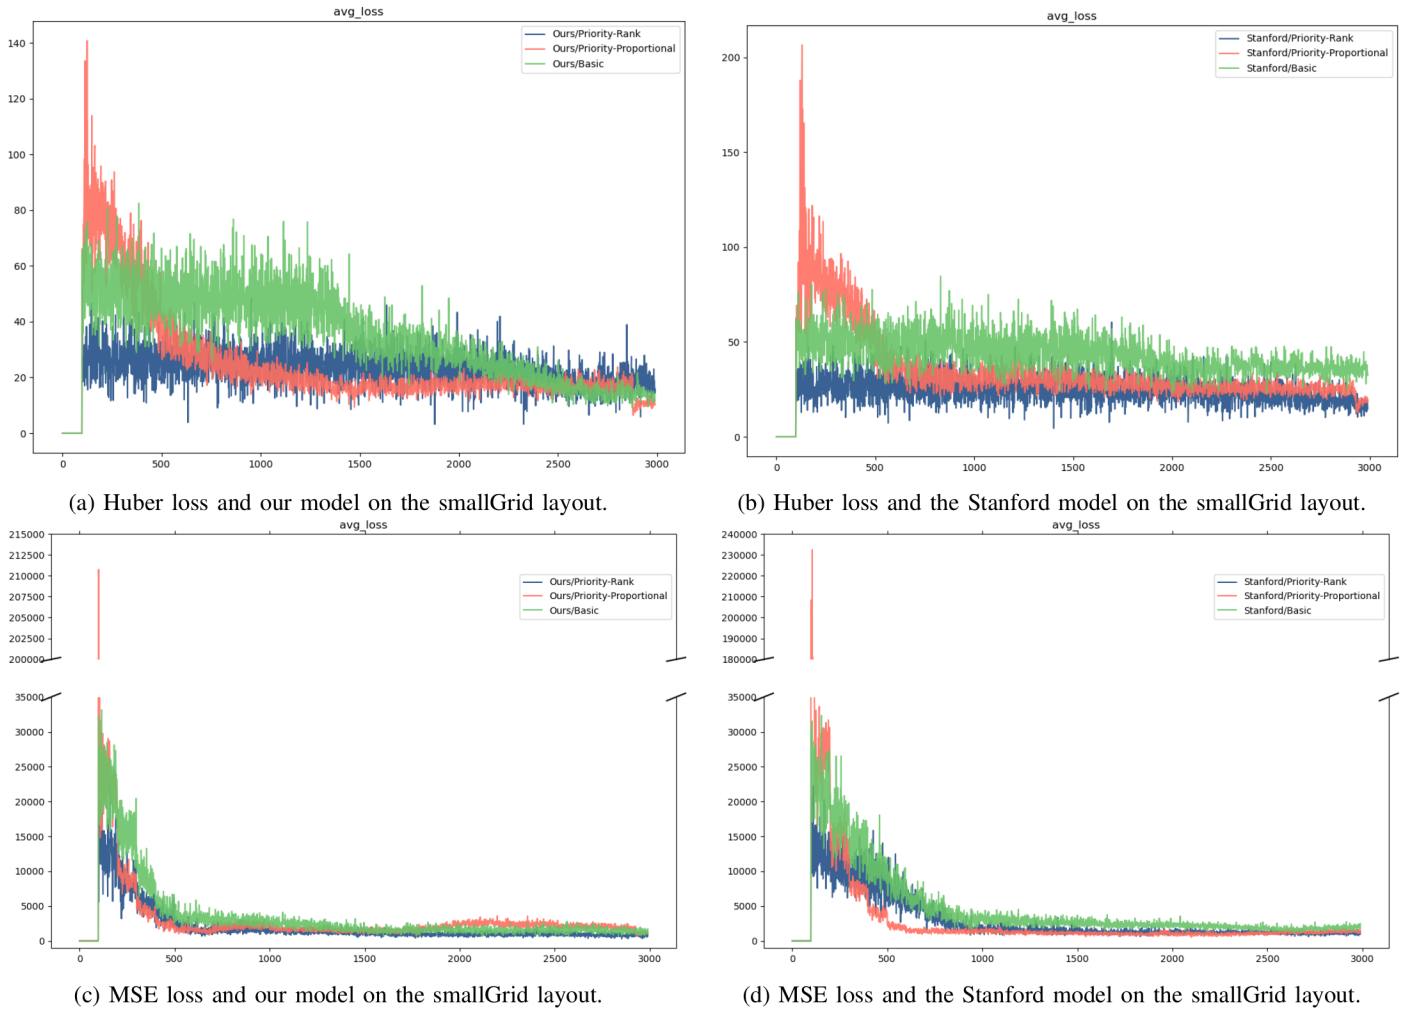 avg_loss
140
120
100
80
60
40
20
0
0 500 1000 1500 2000 2500 3000
Ours/Priority-Rank
Ours/Priority-Proportional
Ours/Basic
(a) Huber loss and our model on the smallGrid layout.
avg_loss
200
150
100
50
0
0 500 1000 1500 2000 2500 3000
Stanford/Priority-Rank
Stanford/Priority-Proportional
Stanford/Basic
(b) Huber loss and the Stanford model on the smallGrid layout.
avg_loss
215000
212500
210000
207500
205000
202500
200000
35000
30000
25000
20000
15000
10000
5000
0
0 500 1000 1500 2000 2500 3000
Ours/Priority-Rank
Ours/Priority-Proportional
Ours/Basic
(c) MSE loss and our model on the smallGrid layout.
avg_loss
240000
230000
220000
210000
200000
190000
180000
35000
30000
25000
20000
15000
10000
5000
0
0 500 1000 1500 2000 2500 3000
Stanford/Priority-Rank
Stanford/Priority-Proportional
Stanford/Basic
(d) MSE loss and the Stanford model on the smallGrid layout.